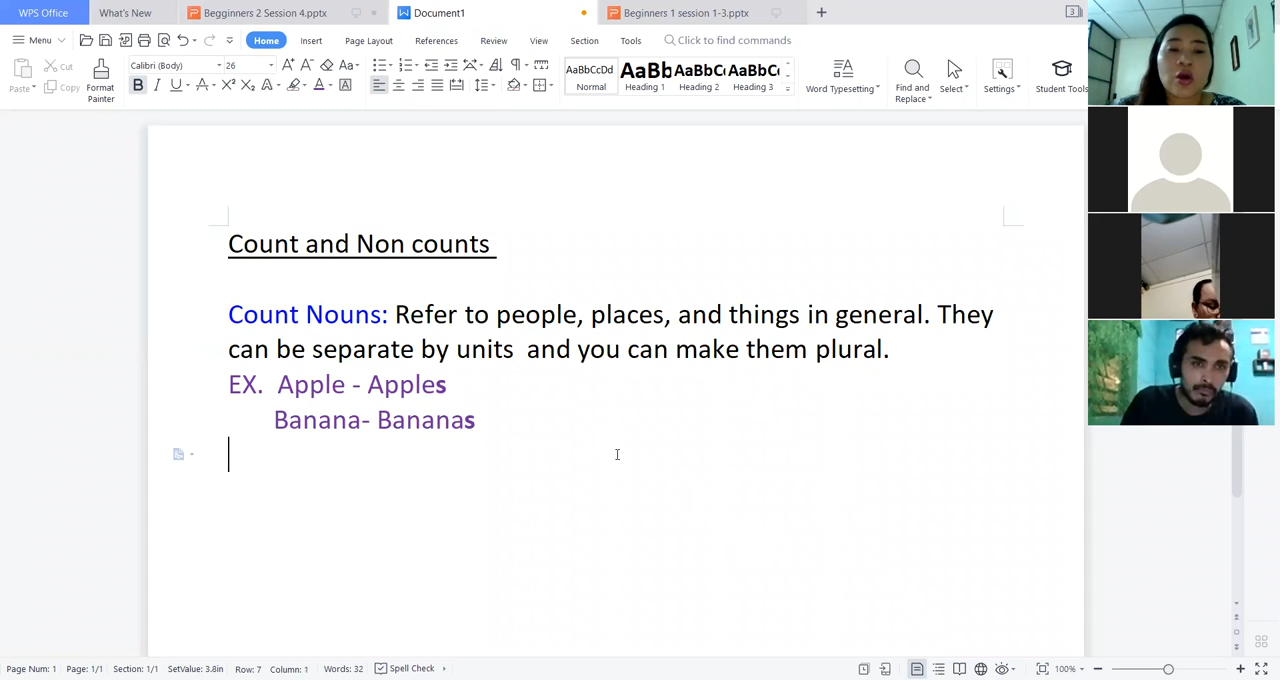 WPS Office What's New Begginners 2 Session 4.pptx Document1 Beginners 1 session 1-3.pptx 3
Menu Home Insert Page Layout References Review View Section Tools Click to find commands
Paste Cut Copy Format Painter Calibri (Body) 26 AaBbCcDd Normal AaBb Heading 1 AaBbCc Heading 2 AaBbCc Heading 3 Word Typesetting Find and Replace Select Settings Student Tools
Count and Non counts
Count Nouns: Refer to people, places, and things in general. They
can be separate by units and you can make them plural.
EX. Apple - Apples
Banana- Bananas
Page Num: 1 Page: 1/1 Section: 1/1 SetValue: 3.8in Row: 7 Column: 1 Words: 32 Spell Check 100%